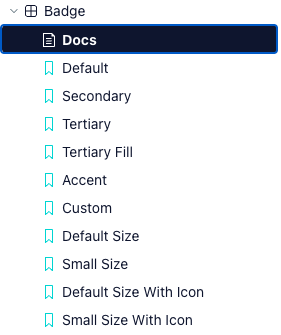 Badge
Docs
Default
Secondary
Tertiary
Tertiary Fill
Accent
Custom
Default Size
Small Size
Default Size With Icon
Small Size With Icon